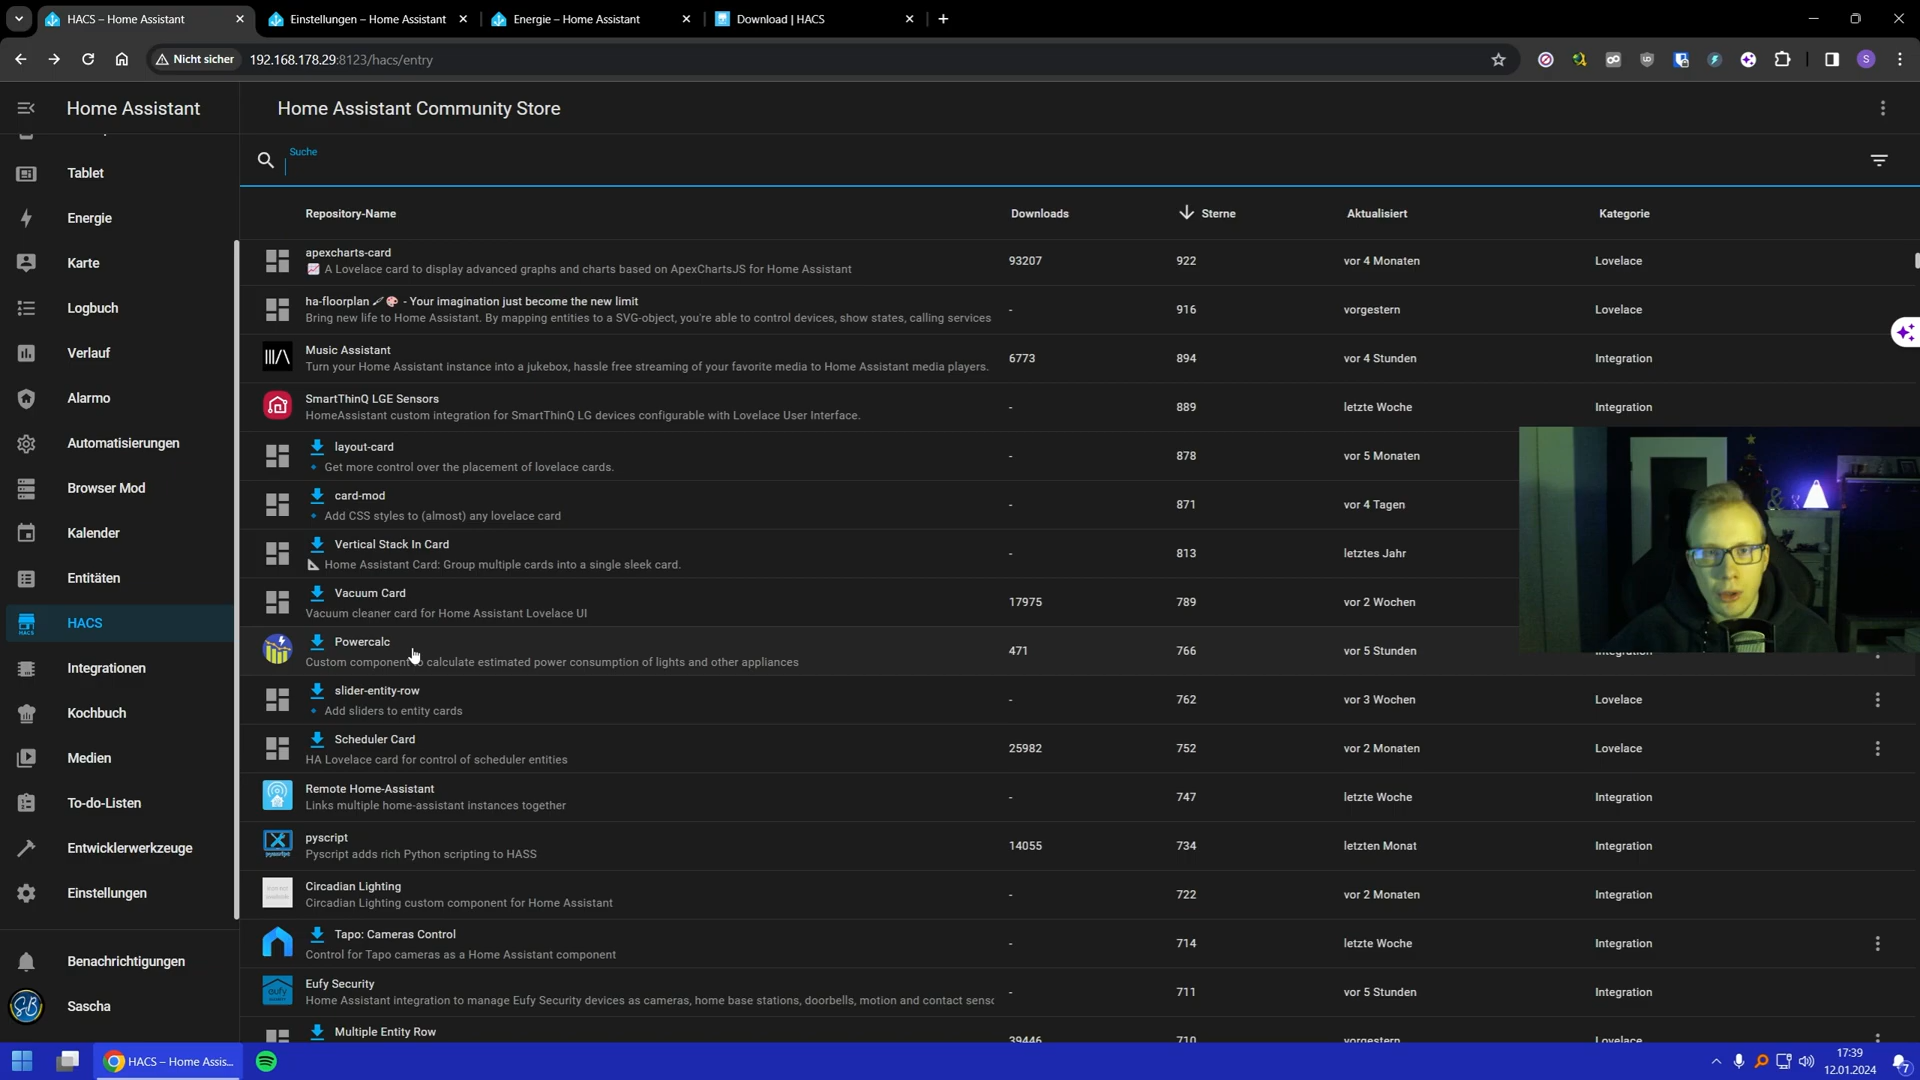 HACS – Home Assistant
Einstellungen – Home Assistant
Energie – Home Assistant
Download | HACS
Nicht sicher
192.168.178.29:8123/hacs/entry
S
Home Assistant
Home Assistant Community Store
Suche
Tablet
Energie
Karte
Logbuch
Verlauf
Alarmo
Automatisierungen
Browser Mod
Kalender
Entitäten
HACS
Integrationen
Kochbuch
Medien
To-do-Listen
Entwicklerwerkzeuge
Einstellungen
Benachrichtigungen
Sascha
Repository-Name Downloads Sterne Aktualisiert Kategorie
apexcharts-card
A Lovelace card to display advanced graphs and charts based on ApexChartsJS for Home Assistant
93207 922 vor 4 Monaten Lovelace
ha-floorplan - Your imagination just become the new limit
Bring new life to Home Assistant. By mapping entities to a SVG-object, you're able to control devices, show states, calling services
- 916 vorgestern Lovelace
Music Assistant
Turn your Home Assistant instance into a jukebox, hassle free streaming of your favorite media to Home Assistant media players.
6773 894 vor 4 Stunden Integration
SmartThinQ LGE Sensors
HomeAssistant custom integration for SmartThinQ LG devices configurable with Lovelace User Interface.
- 889 letzte Woche Integration
layout-card
Get more control over the placement of lovelace cards.
- 878 vor 5 Monaten
card-mod
Add CSS styles to (almost) any lovelace card
- 871 vor 4 Tagen
Vertical Stack In Card
Home Assistant Card: Group multiple cards into a single sleek card.
- 813 letztes Jahr
Vacuum Card
Vacuum cleaner card for Home Assistant Lovelace UI
17975 789 vor 2 Wochen
Powercalc
Custom component to calculate estimated power consumption of lights and other appliances
471 766 vor 5 Stunden Integration
slider-entity-row
Add sliders to entity cards
- 762 vor 3 Wochen Lovelace
Scheduler Card
HA Lovelace card for control of scheduler entities
25982 752 vor 2 Monaten Lovelace
Remote Home-Assistant
Links multiple home-assistant instances together
- 747 letzte Woche Integration
pyscript
Pyscript adds rich Python scripting to HASS
14055 734 letzten Monat Integration
Circadian Lighting
Circadian Lighting custom component for Home Assistant
- 722 vor 2 Monaten Integration
Tapo: Cameras Control
Control for Tapo cameras as a Home Assistant component
- 714 letzte Woche Integration
Eufy Security
Home Assistant integration to manage Eufy Security devices as cameras, home base stations, doorbells, motion and contact senso
- 711 vor 5 Stunden Integration
Multiple Entity Row
39446 710 vorgestern Lovelace
HACS – Home Assis...
17:39
12.01.2024
7